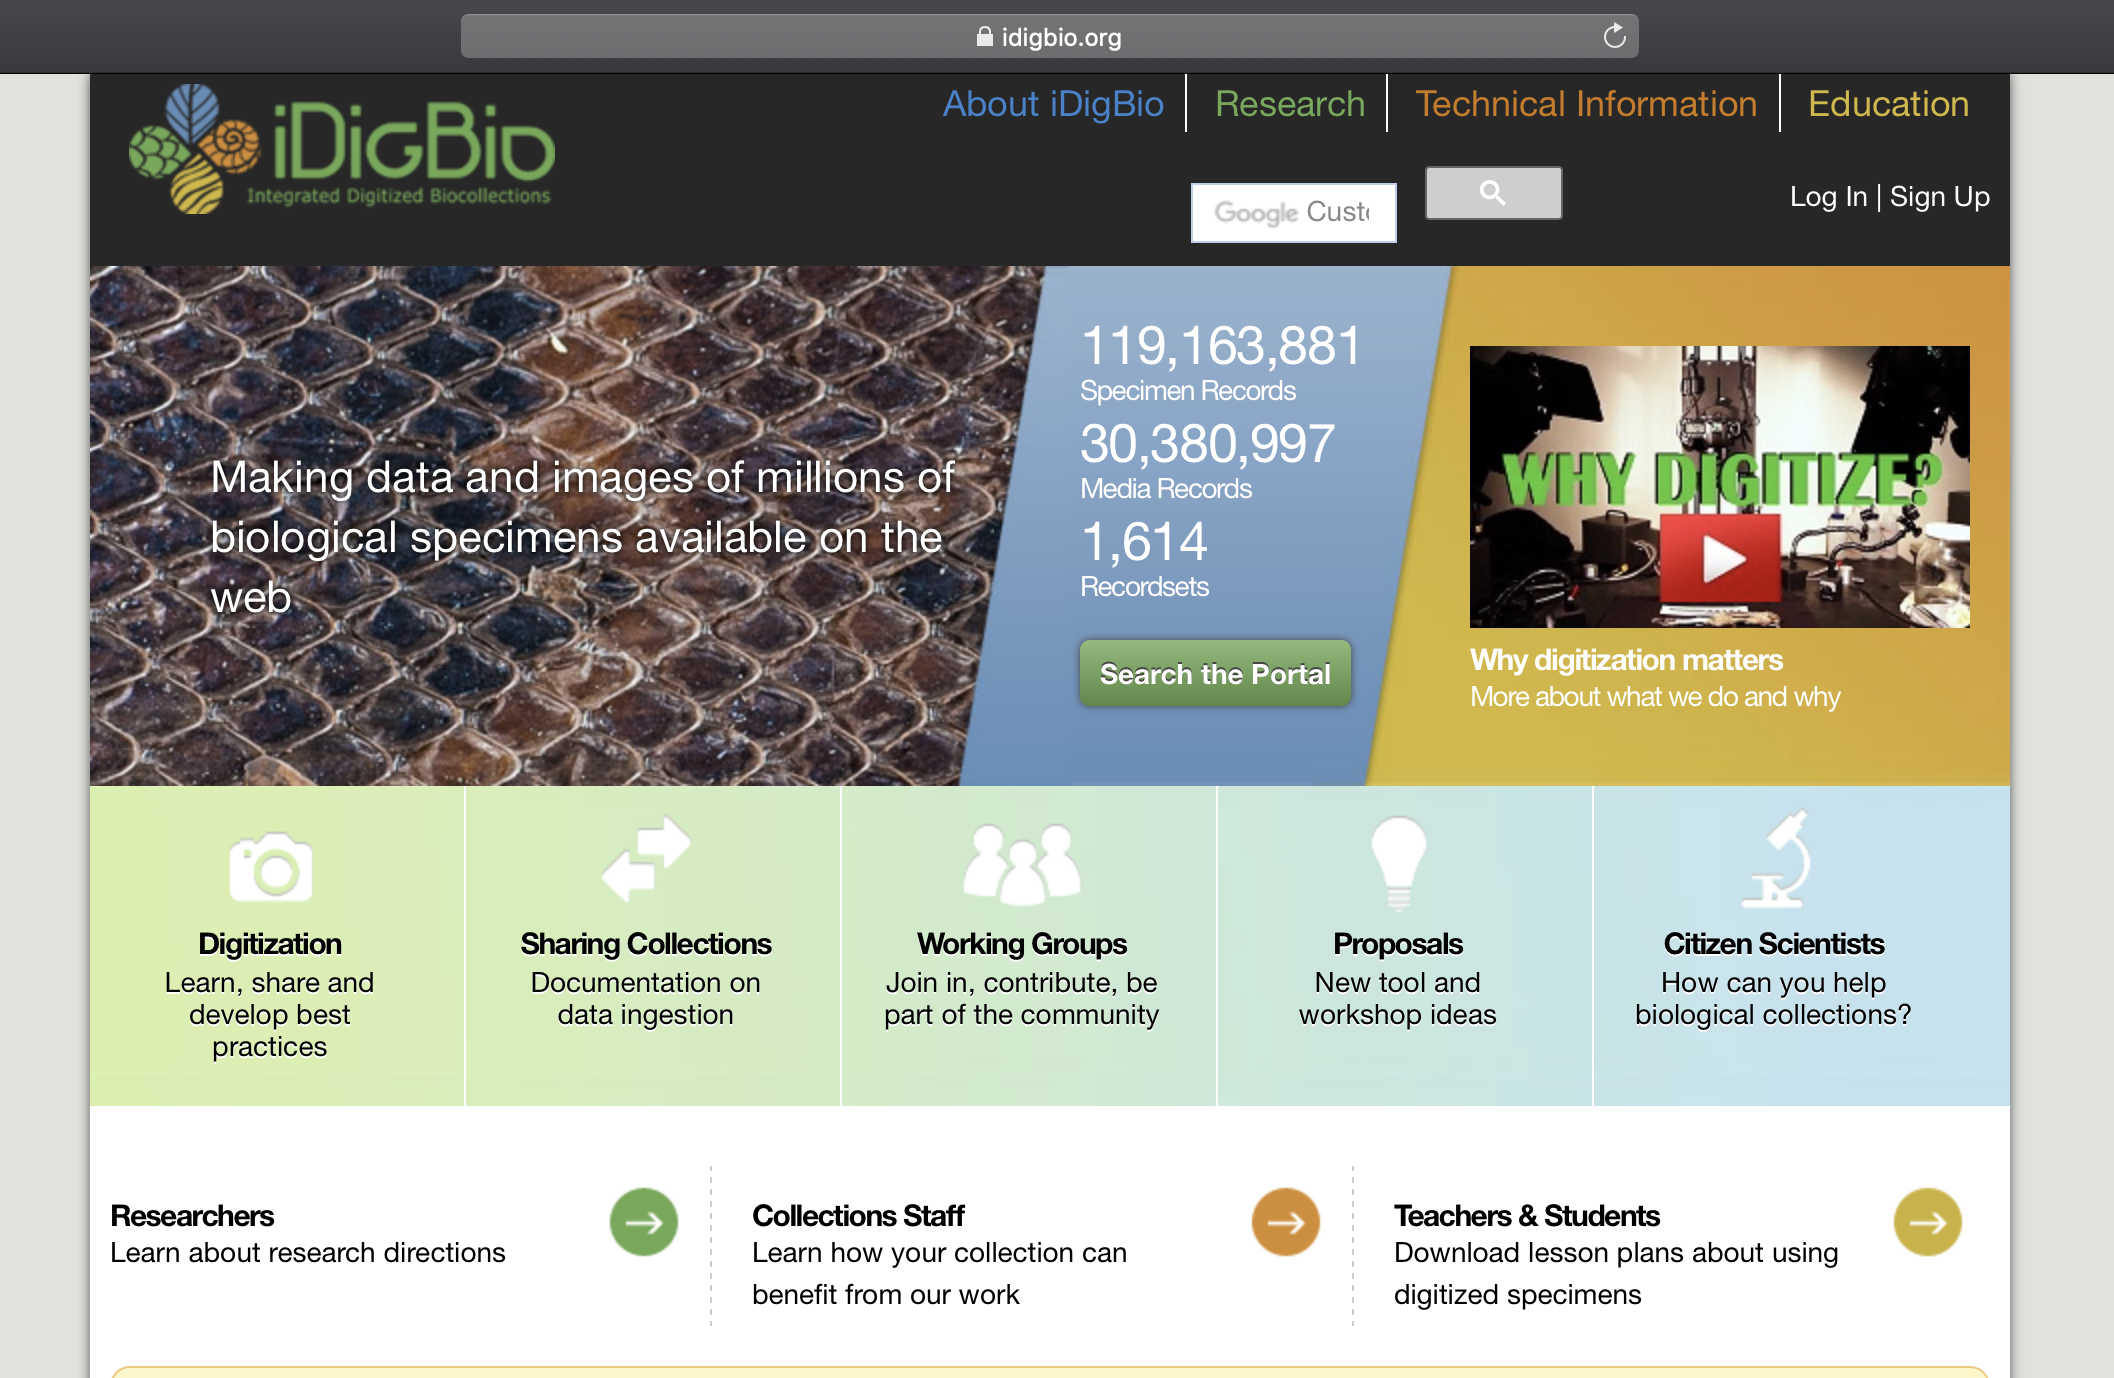 idigbio.org
iDigBio
Integrated Digitized Biocollections
About iDigBio
Research
Technical Information
Education
Google Cust
Log In | Sign Up
Making data and images of millions of
biological specimens available on the
web
119,163,881
Specimen Records
30,380,997
Media Records
1,614
Recordsets
Search the Portal
WHY DIGITIZE?
Why digitization matters
More about what we do and why
Digitization
Learn, share and
develop best
practices
Sharing Collections
Documentation on
data ingestion
Working Groups
Join in, contribute, be
part of the community
Proposals
New tool and
workshop ideas
Citizen Scientists
How can you help
biological collections?
Researchers
Learn about research directions
Collections Staff
Learn how your collection can
benefit from our work
Teachers & Students
Download lesson plans about using
digitized specimens